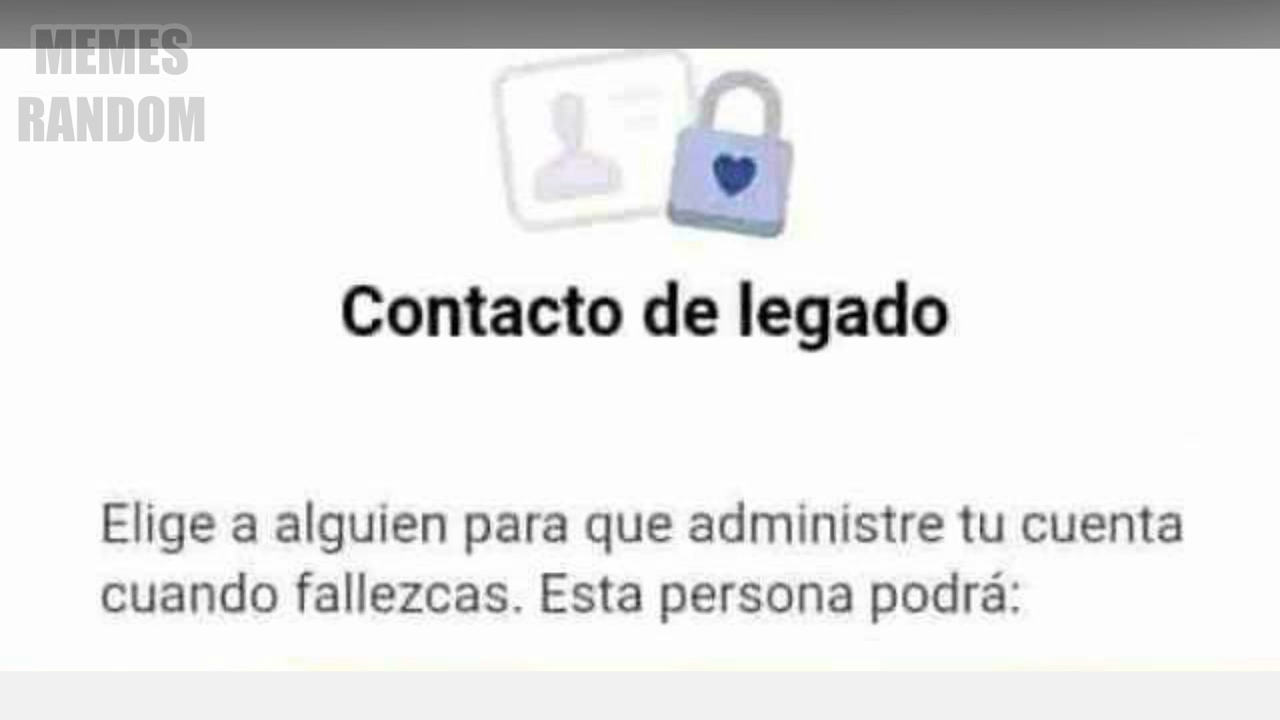 MEMES
RANDOM
Contacto de legado
Elige a alguien para que administre tu cuenta
cuando fallezcas. Esta persona podrá: